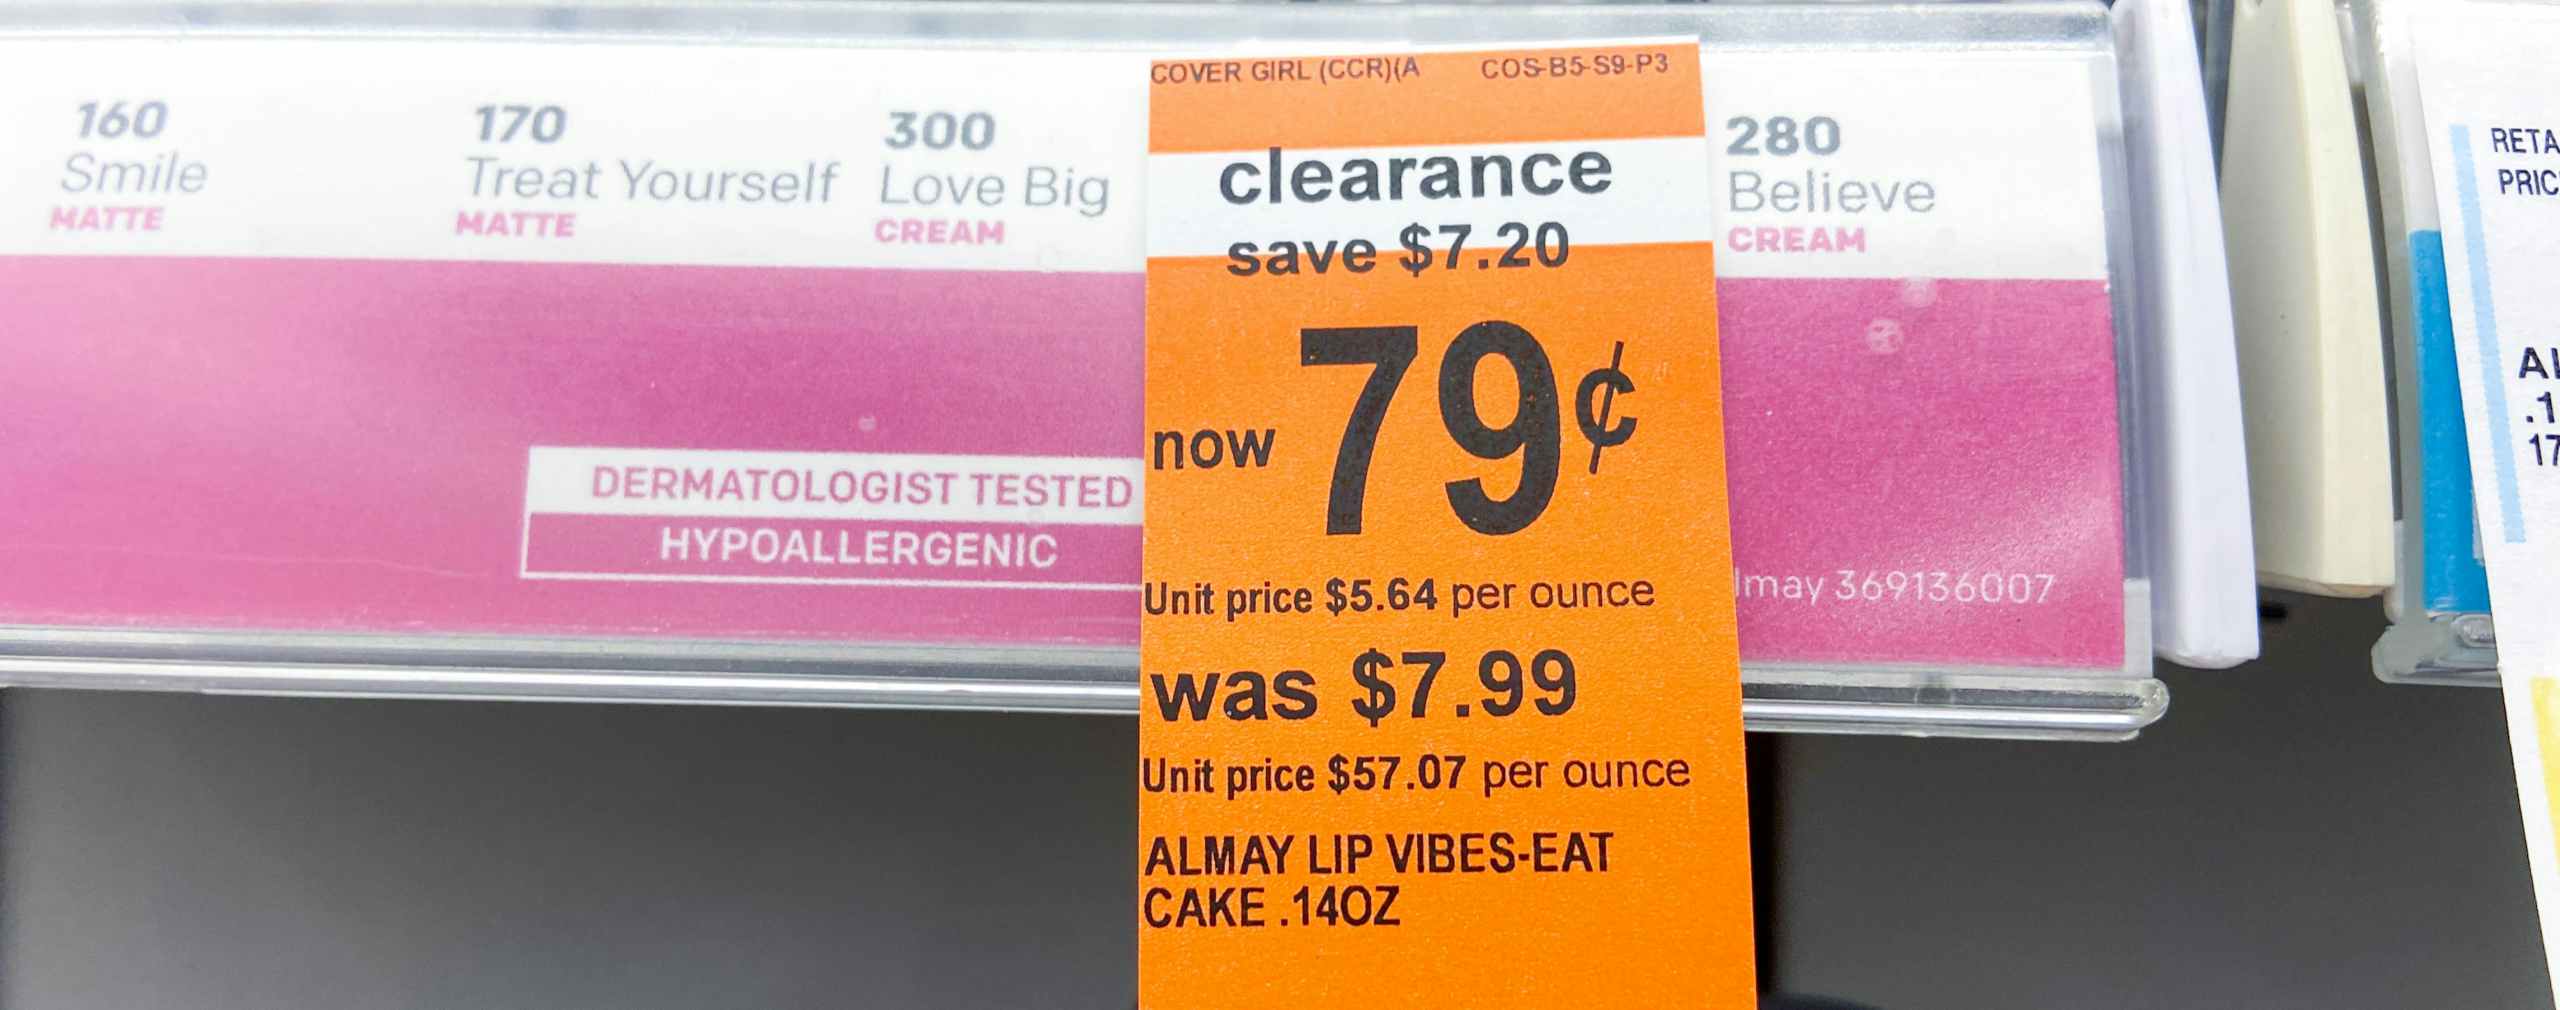 160
Smile
MATTE
170
Treat Yourself
MATTE
300
Love Big
CREAM
DERMATOLOGIST TESTED
HYPOALLERGENIC
COVER GIRL (CCR)(A COS-B5-S9-P3
clearance
save $7.20
now 79¢
Unit price $5.64 per ounce
was $7.99
Unit price $57.07 per ounce
ALMAY LIP VIBES-EAT
CAKE .14OZ
280
Believe
CREAM
lmay 369136007
RETA
PRIC
.1
17